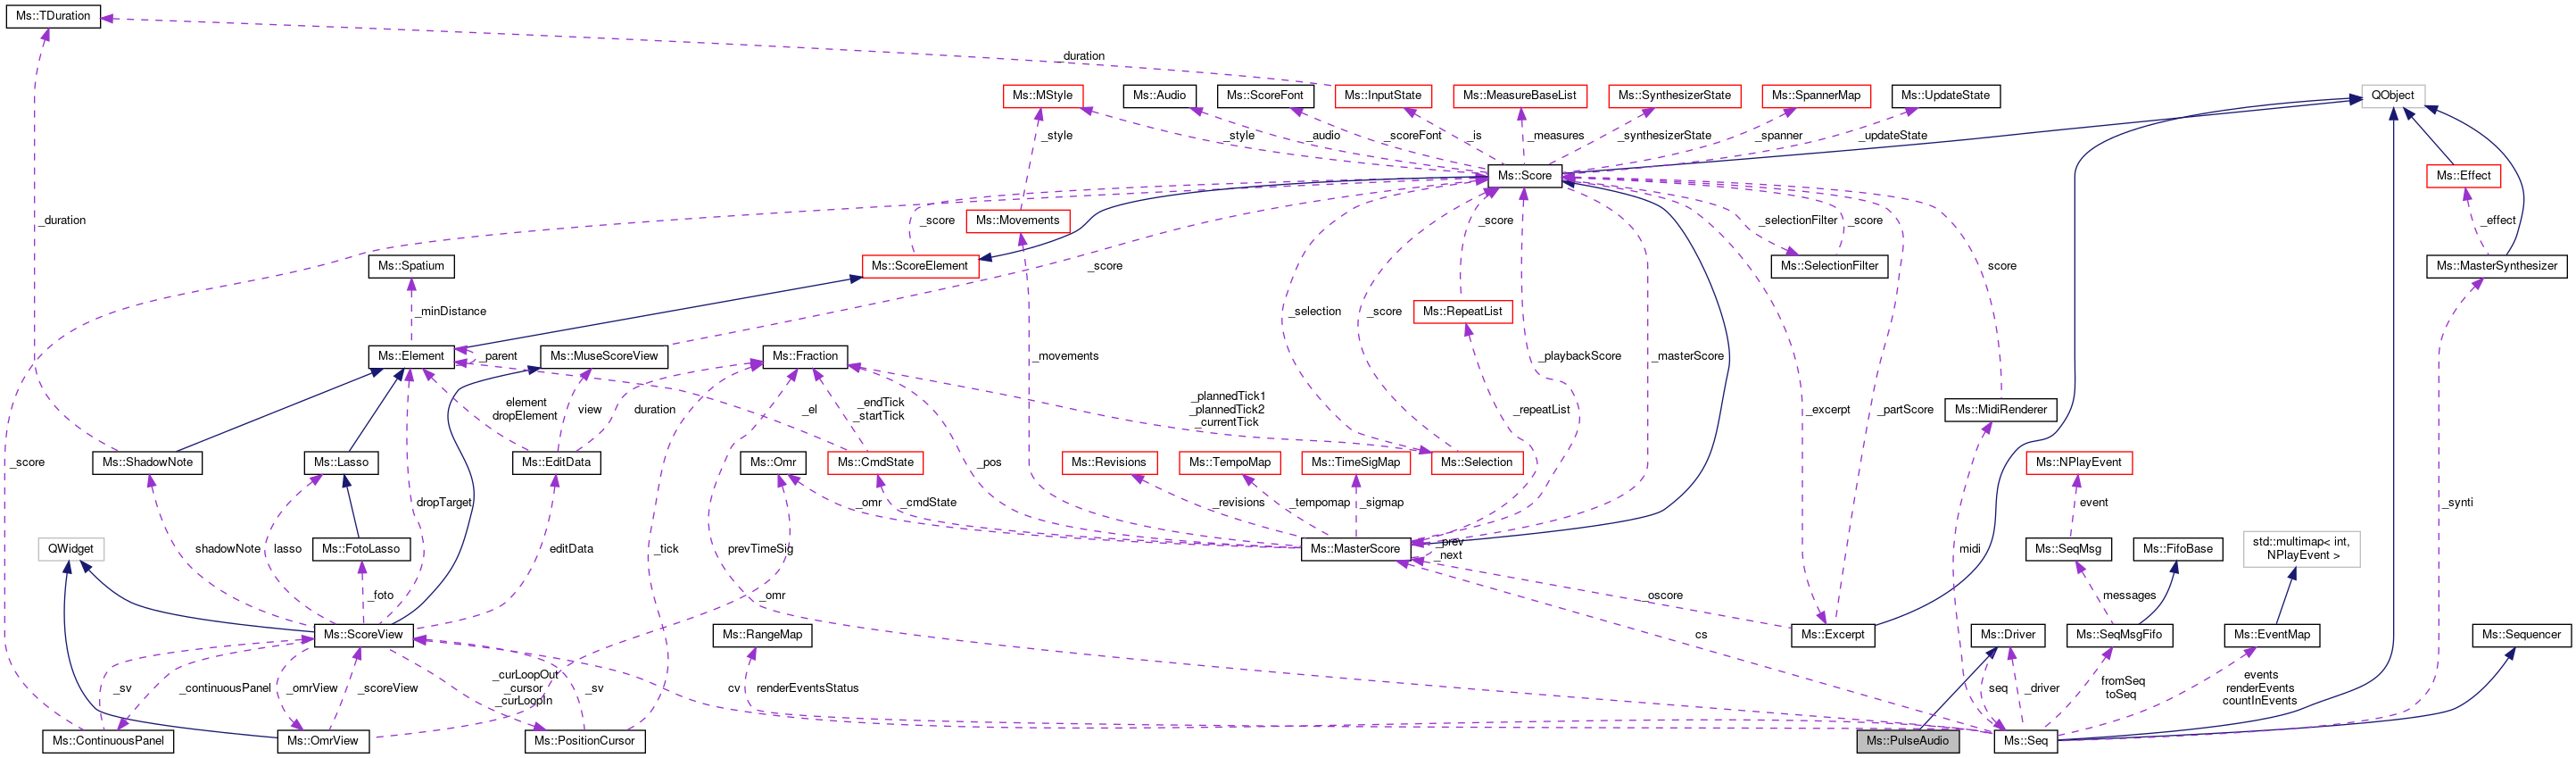 Ms::TDuration
_duration
Ms::MStyle
Ms::Audio
Ms::ScoreFont
Ms::InputState
Ms::MeasureBaseList
Ms::SynthesizerState
Ms::SpannerMap
Ms::UpdateState
QObject
_style
_style
_audio
_scoreFont
_is
_measures
_synthesizerState
_spanner
_updateState
Ms::Score
Ms::Effect
_duration
_score
Ms::Movements
_score
_selectionFilter
_score
_effect
Ms::Spatium
Ms::ScoreElement
_score
Ms::SelectionFilter
score
Ms::MasterSynthesizer
_minDistance
_selection
_score
Ms::RepeatList
Ms::Element
_parent
Ms::MuseScoreView
Ms::Fraction
_movements
_playbackScore
_masterScore
element
dropElement
view
duration
_el
_endTick
_startTick
_plannedTick1
_plannedTick2
_currentTick
_repeatList
_excerpt
_partScore
Ms::MidiRenderer
_score
Ms::ShadowNote
Ms::Lasso
Ms::EditData
Ms::Omr
Ms::CmdState
_pos
Ms::Revisions
Ms::TempoMap
Ms::TimeSigMap
Ms::Selection
Ms::NPlayEvent
dropTarget
_omr
_cmdState
_revisions
_tempomap
_sigmap
event
_synti
QWidget
shadowNote
lasso
Ms::FotoLasso
editData
_tick
prevTimeSig
Ms::MasterScore
_prev
_next
midi
Ms::SeqMsg
Ms::FifoBase
std::multimap< int,
NPlayEvent >
_foto
_omr
_oscore
messages
Ms::ScoreView
Ms::RangeMap
cs
Ms::Excerpt
Ms::Driver
Ms::SeqMsgFifo
Ms::EventMap
Ms::Sequencer
_sv
_continuousPanel
_omrView
_scoreView
_curLoopOut
_cursor
_curLoopIn
_sv
cv
renderEventsStatus
seq
_driver
fromSeq
toSeq
events
renderEvents
countInEvents
Ms::ContinuousPanel
Ms::OmrView
Ms::PositionCursor
Ms::PulseAudio
Ms::Seq